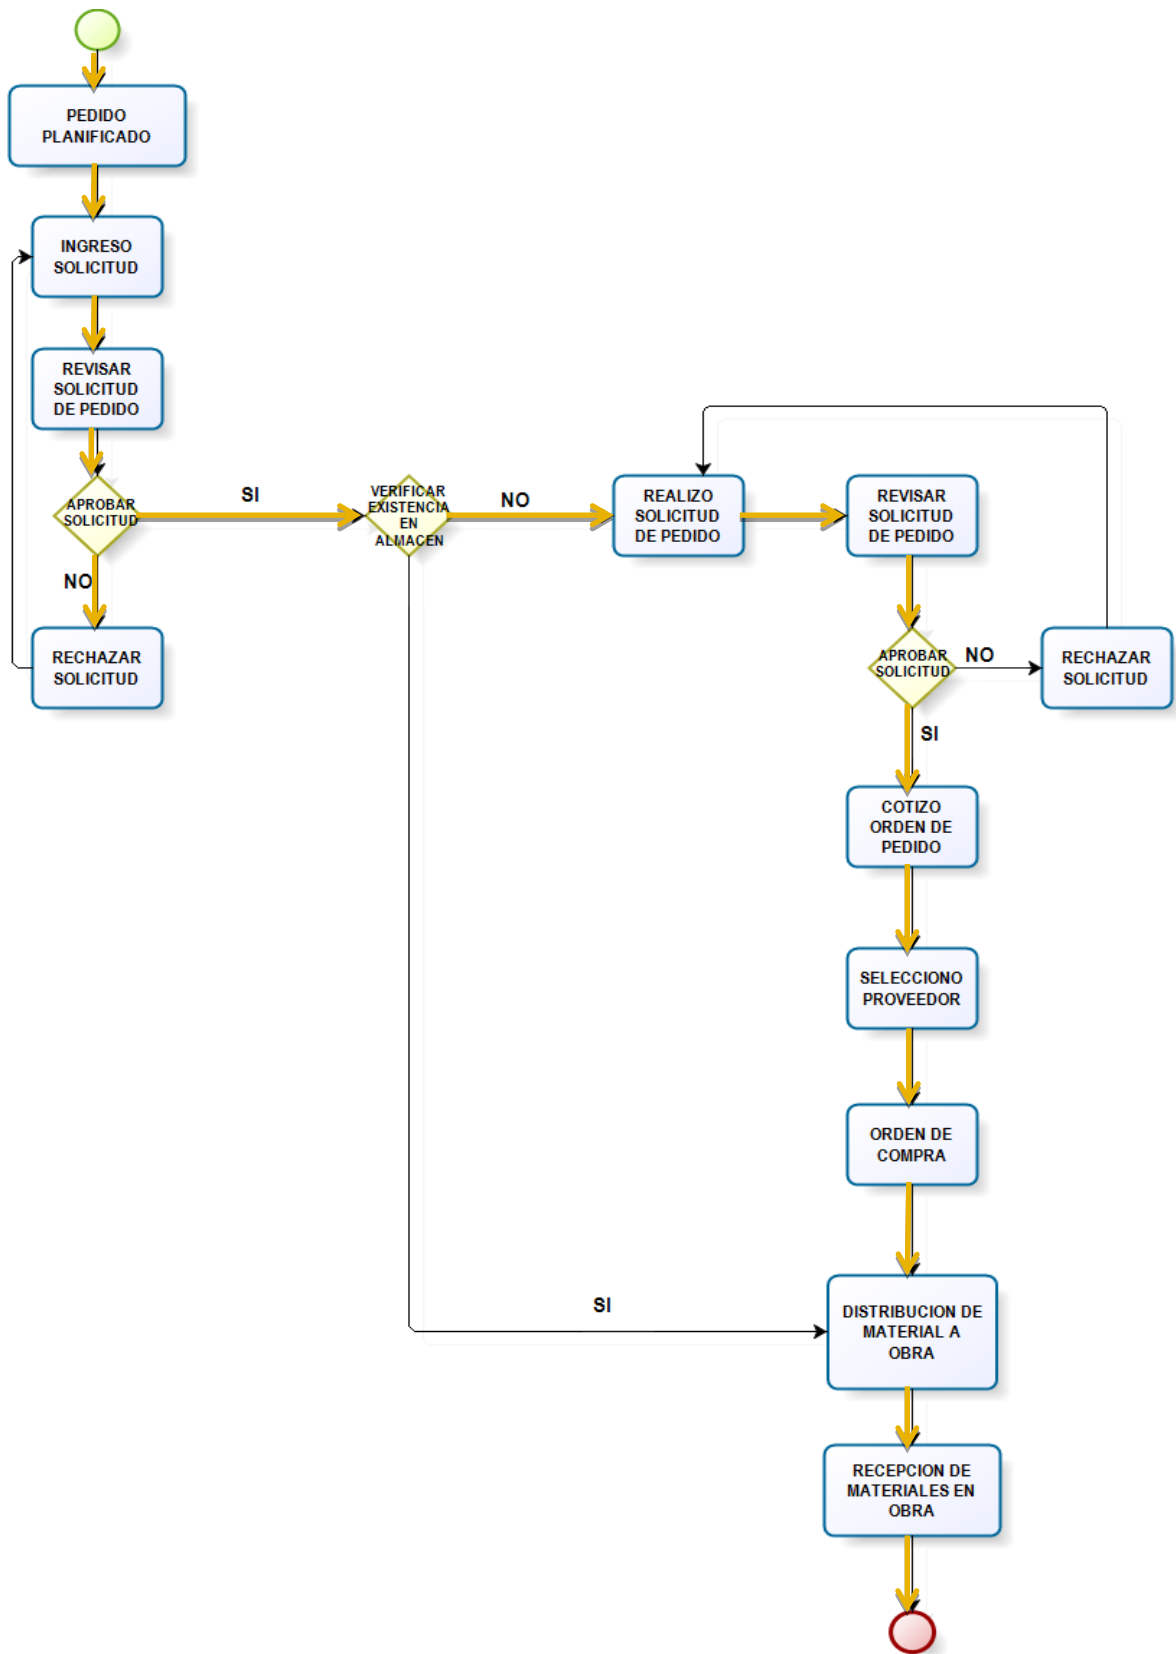 PEDIDO
PLANIFICADO
INGRESO
SOLICITUD
REVISAR
SOLICITUD
DE PEDIDO
APROBAR
SOLICITUD
SI
NO
RECHAZAR
SOLICITUD
VERIFICAR
EXISTENCIA
EN
ALMACEN
NO
SI
REALIZO
SOLICITUD
DE PEDIDO
REVISAR
SOLICITUD
DE PEDIDO
APROBAR
SOLICITUD
NO
RECHAZAR
SOLICITUD
SI
COTIZO
ORDEN DE
PEDIDO
SELECCIONO
PROVEEDOR
ORDEN DE
COMPRA
DISTRIBUCION DE
MATERIAL A
OBRA
RECEPCION DE
MATERIALES EN
OBRA